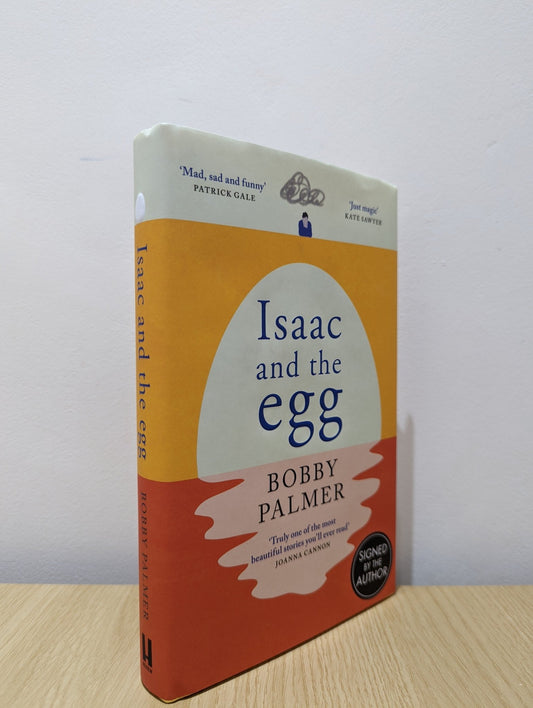 'Mad, sad and funny'
PATRICK GALE
'Just magic'
KATE SAWYER
Isaac
and the
egg
BOBBY
PALMER
'Truly one of the most
beautiful stories you'll ever read'
JOANNA CANNON
SIGNED
BY THE
AUTHOR
Isaac and the egg
BOBBY PALMER
H